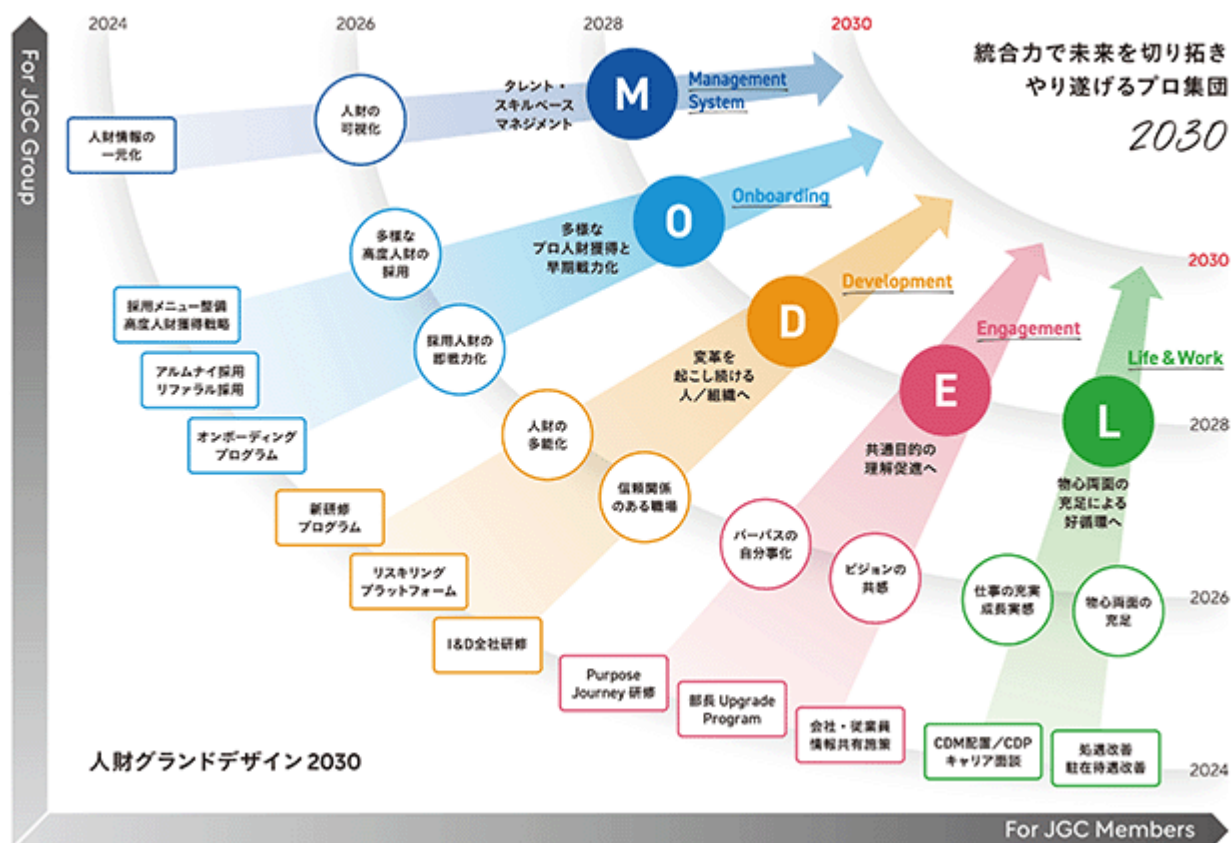 2024
2026
2028
2030
統合力で未来を切り拓き
やり遂げるプロ集団
2030
For JGC Group
人財情報の
一元化
人財の
可視化
タレント・
スキルベース
マネジメント
M
Management
System
多様な
高度人財の
採用
多様な
プロ人財獲得と
早期戦力化
O
Onboarding
採用メニュー整備
高度人財獲得戦略
アルムナイ採用
リファラル採用
オンボーディング
プログラム
採用人財の
即戦力化
D
Development
変革を
起こし続ける
人/組織へ
人財の
多能化
信頼関係
のある職場
新研修
プログラム
リスキリング
プラットフォーム
I&D全社研修
E
Engagement
共通目的の
理解促進へ
パーパスの
自分事化
ビジョンの
共感
Purpose
Journey 研修
部長 Upgrade
Program
会社・従業員
情報共有施策
L
Life & Work
物心両面の
充足による
好循環へ
仕事の充実
成長実感
物心両面の
充足
CDM配置/CDP
キャリア面談
処遇改善
駐在待遇改善
2030
2028
2026
2024
人財グランドデザイン2030
For JGC Members